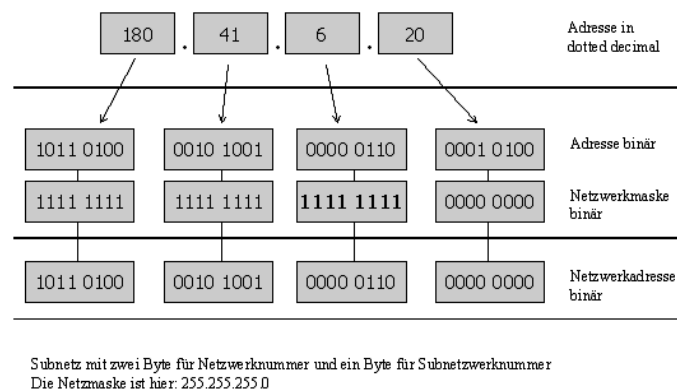 180 . 41 . 6 . 20
Adresse in
dotted decimal
1011 0100 0010 1001 0000 0110 0001 0100 Adresse binär
1111 1111 1111 1111 1111 1111 0000 0000 Netzwerkmaske
binär
1011 0100 0010 1001 0000 0110 0000 0000 Netzwerkadresse
binär
Subnetz mit zwei Byte für Netzwerknummer und ein Byte für Subnetzwerknummer
Die Netzmaske ist hier: 255.255.255.0